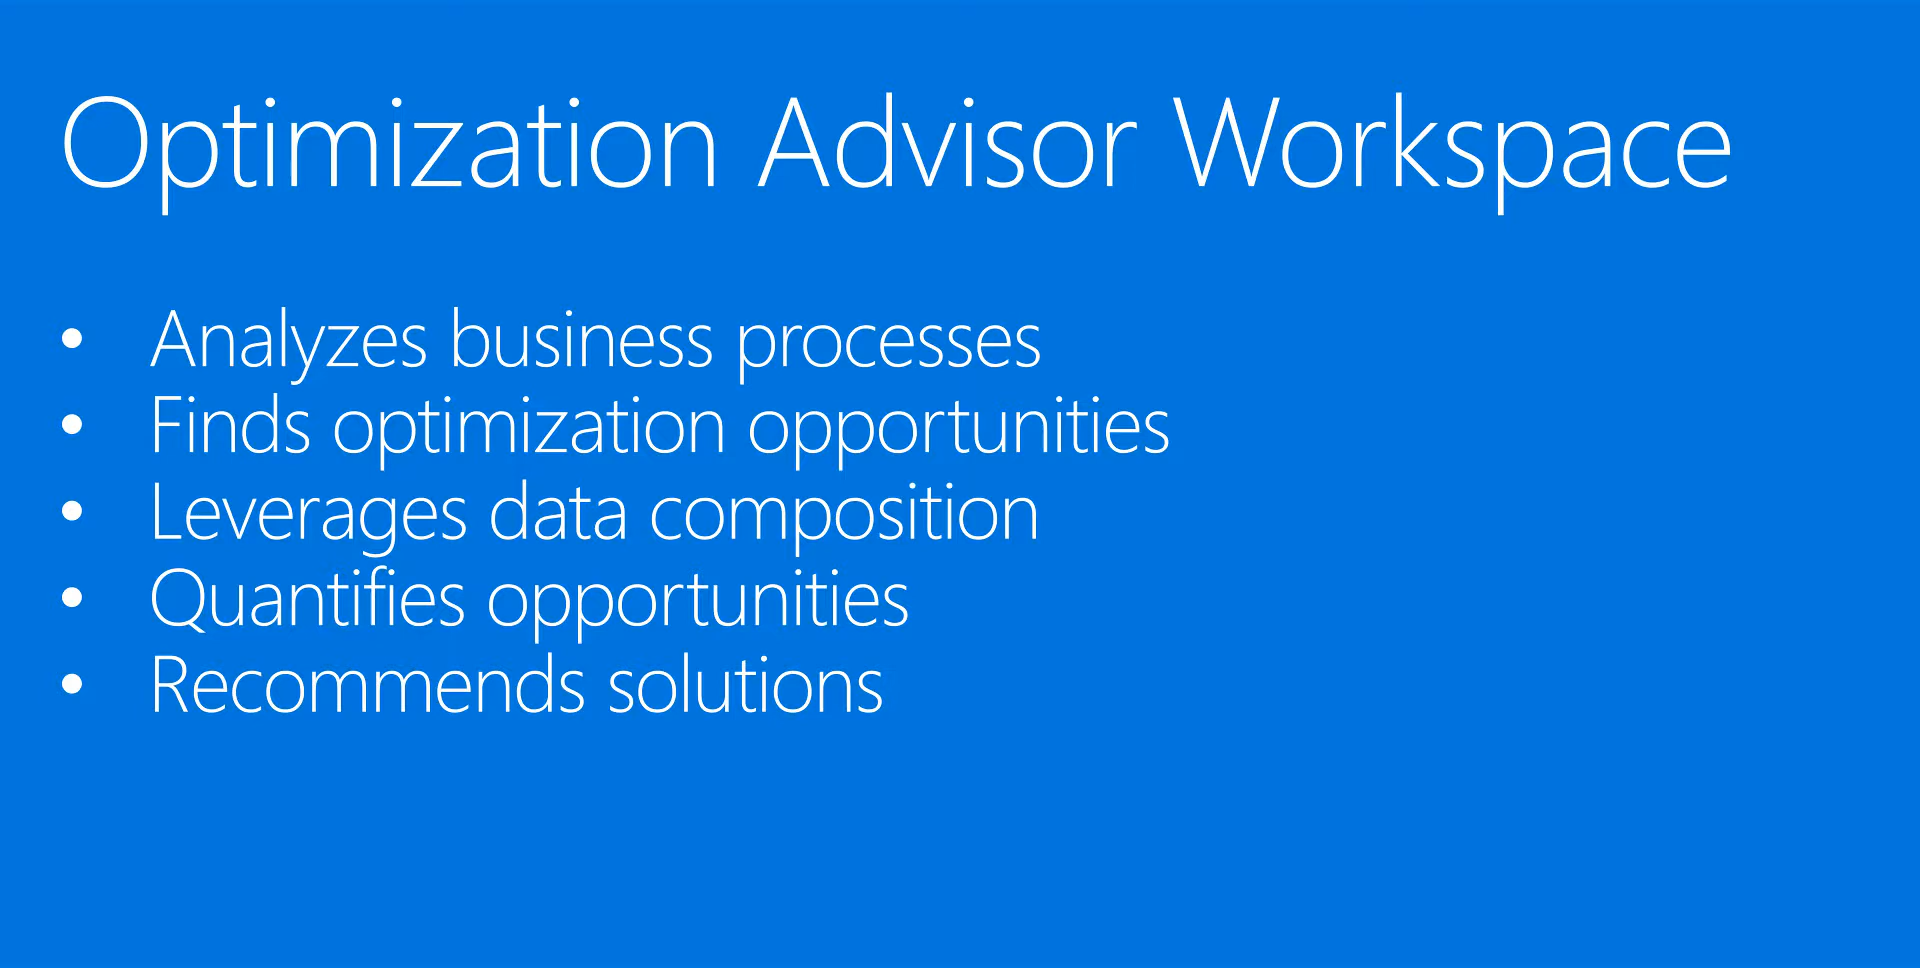 Optimization Advisor Workspace
• Analyzes business processes
• Finds optimization opportunities
• Leverages data composition
• Quantifies opportunities
• Recommends solutions